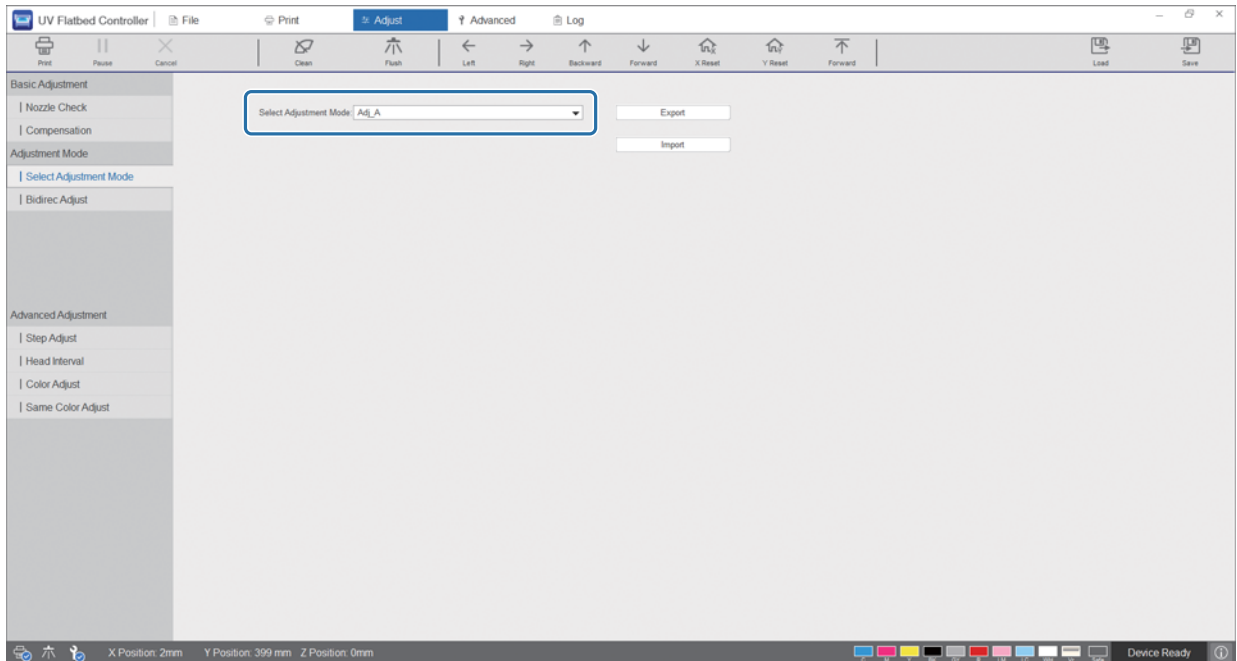 UV Flatbed Controller File Print Adjust Advanced Log
Print Pause Cancel Clean Flush Left Right Backward Forward X Reset Y Reset Forward Load Save
Basic Adjustment
Nozzle Check
Compensation
Adjustment Mode
Select Adjustment Mode
Bidirec Adjust
Advanced Adjustment
Step Adjust
Head Interval
Color Adjust
Same Color Adjust
Select Adjustment Mode: Adj_A
Export
Import
X Position: 2mm Y Position: 399 mm Z Position: 0mm
Device Ready